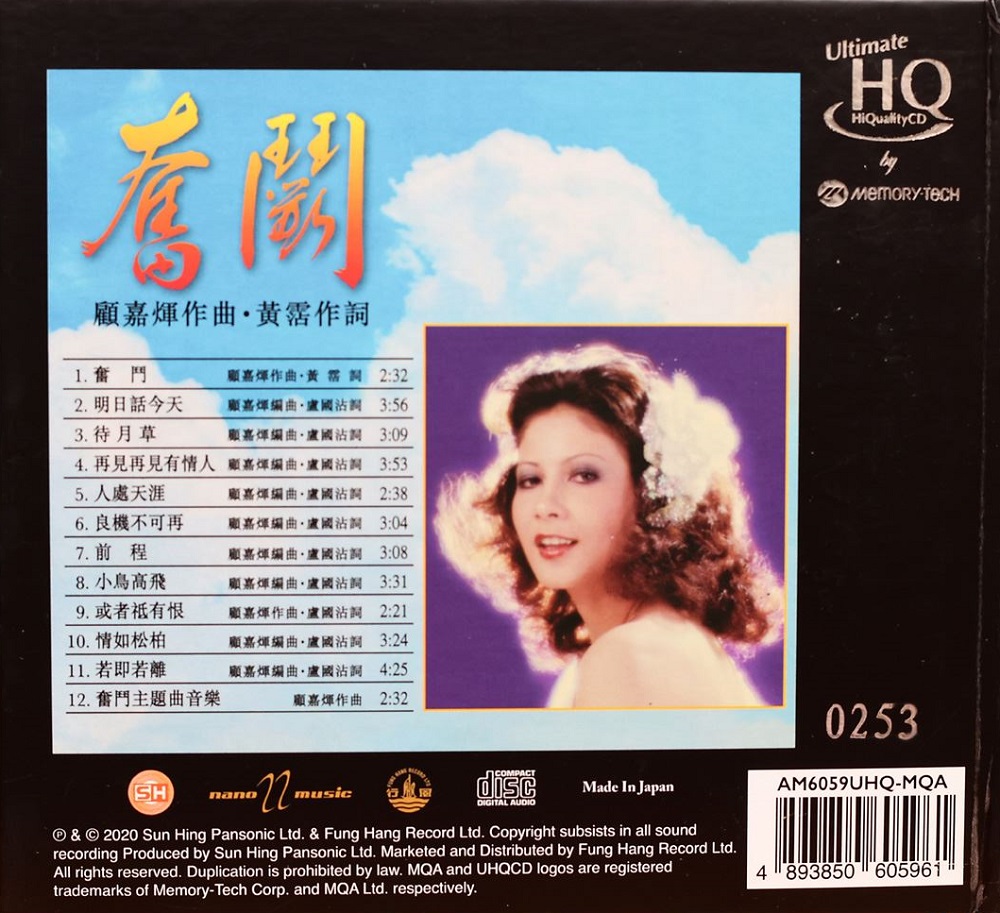 Ultimate
HQ
HiQualityCD
by
MEMORY-TECH
奮鬬
顧嘉煇作曲・黃霑作詞
1. 奮 鬥 顧嘉煇作曲・黃霑詞 2:32
2. 明日話今天 顧嘉煇編曲・盧國沾詞 3:56
3. 待月草 顧嘉煇編曲・盧國沾詞 3:09
4. 再見再見有情人 顧嘉煇編曲・盧國沾詞 3:53
5. 人處天涯 顧嘉煇編曲・盧國沾詞 2:38
6. 良機不可再 顧嘉煇編曲・盧國沾詞 3:04
7. 前 程 顧嘉煇編曲・盧國沾詞 3:08
8. 小鳥高飛 顧嘉煇編曲・盧國沾詞 3:31
9. 或者祗有恨 顧嘉煇作曲・盧國沾詞 2:21
10. 情如松柏 顧嘉煇編曲・盧國沾詞 3:24
11. 若即若離 顧嘉煇編曲・盧國沾詞 4:25
12. 奮鬥主題曲音樂 顧嘉煇作曲 2:32
0253
SH
nano music
FUNG HANG RECORD LTD
行風
COMPACT
disc
DIGITAL AUDIO
Made In Japan
AM6059UHQ-MQA
4 893850 605961
℗ & © 2020 Sun Hing Pansonic Ltd. & Fung Hang Record Ltd. Copyright subsists in all sound
recording Produced by Sun Hing Pansonic Ltd. Marketed and Distributed by Fung Hang Record Ltd.
All rights reserved. Duplication is prohibited by law. MQA and UHQCD logos are registered
trademarks of Memory-Tech Corp. and MQA Ltd. respectively.